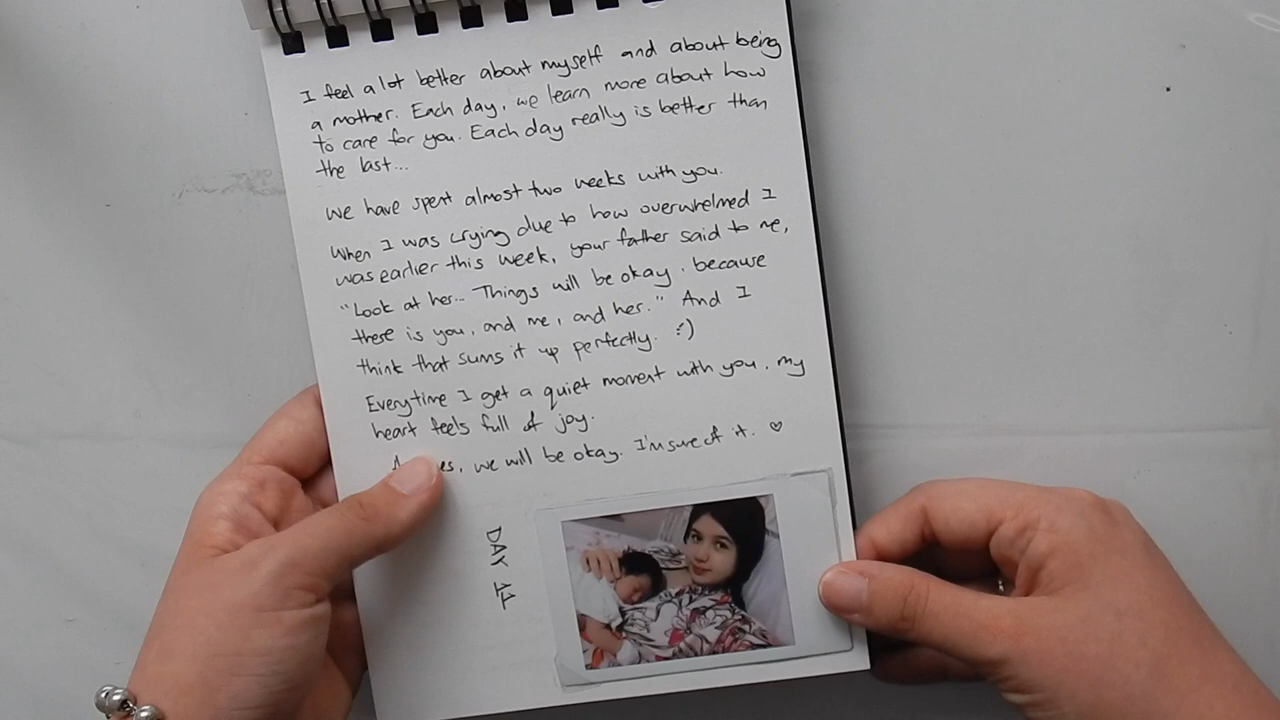 I feel a lot better about myself and about being
a mother. Each day, we learn more about how
to care for you. Each day really is better than
the last...
We have spent almost two weeks with you.
When I was crying due to how overwhelmed I
was earlier this week, your father said to me,
"Look at her... Things will be okay, because
there is you, and me, and her." And I
think that sums it up perfectly. :')
Everytime I get a quiet moment with you, my
heart feels full of joy.
we will be okay. I'm sure of it. ♡
DAY 11